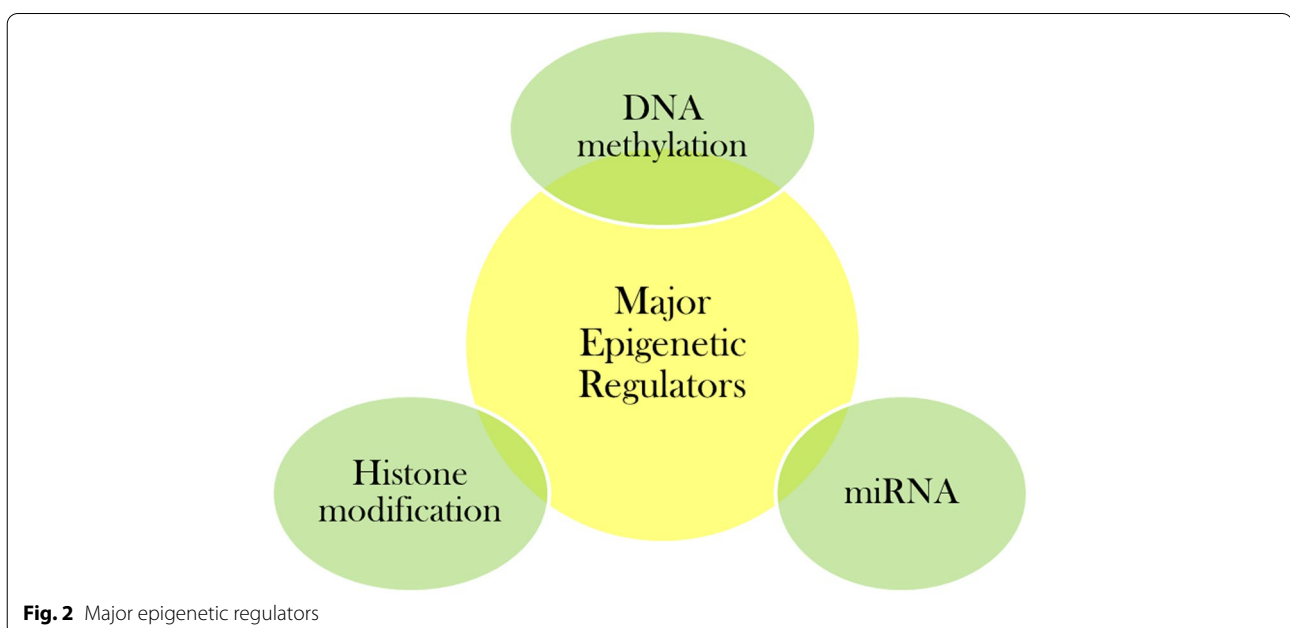 DNA
methylation
Major
Epigenetic
Regulators
Histone
modification
miRNA
Fig. 2 Major epigenetic regulators